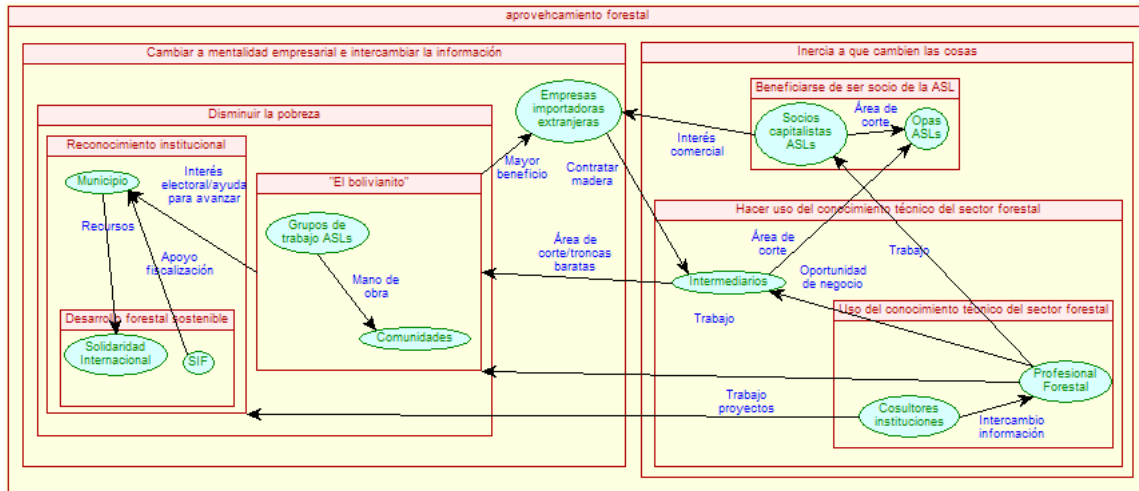 aprovehcamiento forestal
Cambiar a mentalidad empresarial e intercambiar la información
Inercia a que cambien las cosas
Empresas
importadoras
extranjeras
Beneficiarse de ser socio de la ASL
Socios
capitalistas
ASLs
Área de
corte
Opas
ASLs
Interés
comercial
Disminuir la pobreza
Reconocimiento institucional
Municipio
Interés
electoral/ayuda
para avanzar
Recursos
Apoyo
fiscalización
Desarrollo forestal sostenible
Solidaridad
Internacional
SIF
"El bolivianito"
Grupos de
trabajo ASLs
Mano de
obra
Comunidades
Mayor
beneficio
Contratar
madera
Área de
corte/troncas
baratas
Hacer uso del conocimiento técnico del sector forestal
Intermediarios
Área de
corte
Trabajo
Oportunidad
de negocio
Trabajo
Uso del conocimiento técnico del sector forestal
Profesional
Forestal
Cosultores
instituciones
Intercambio
información
Trabajo
proyectos